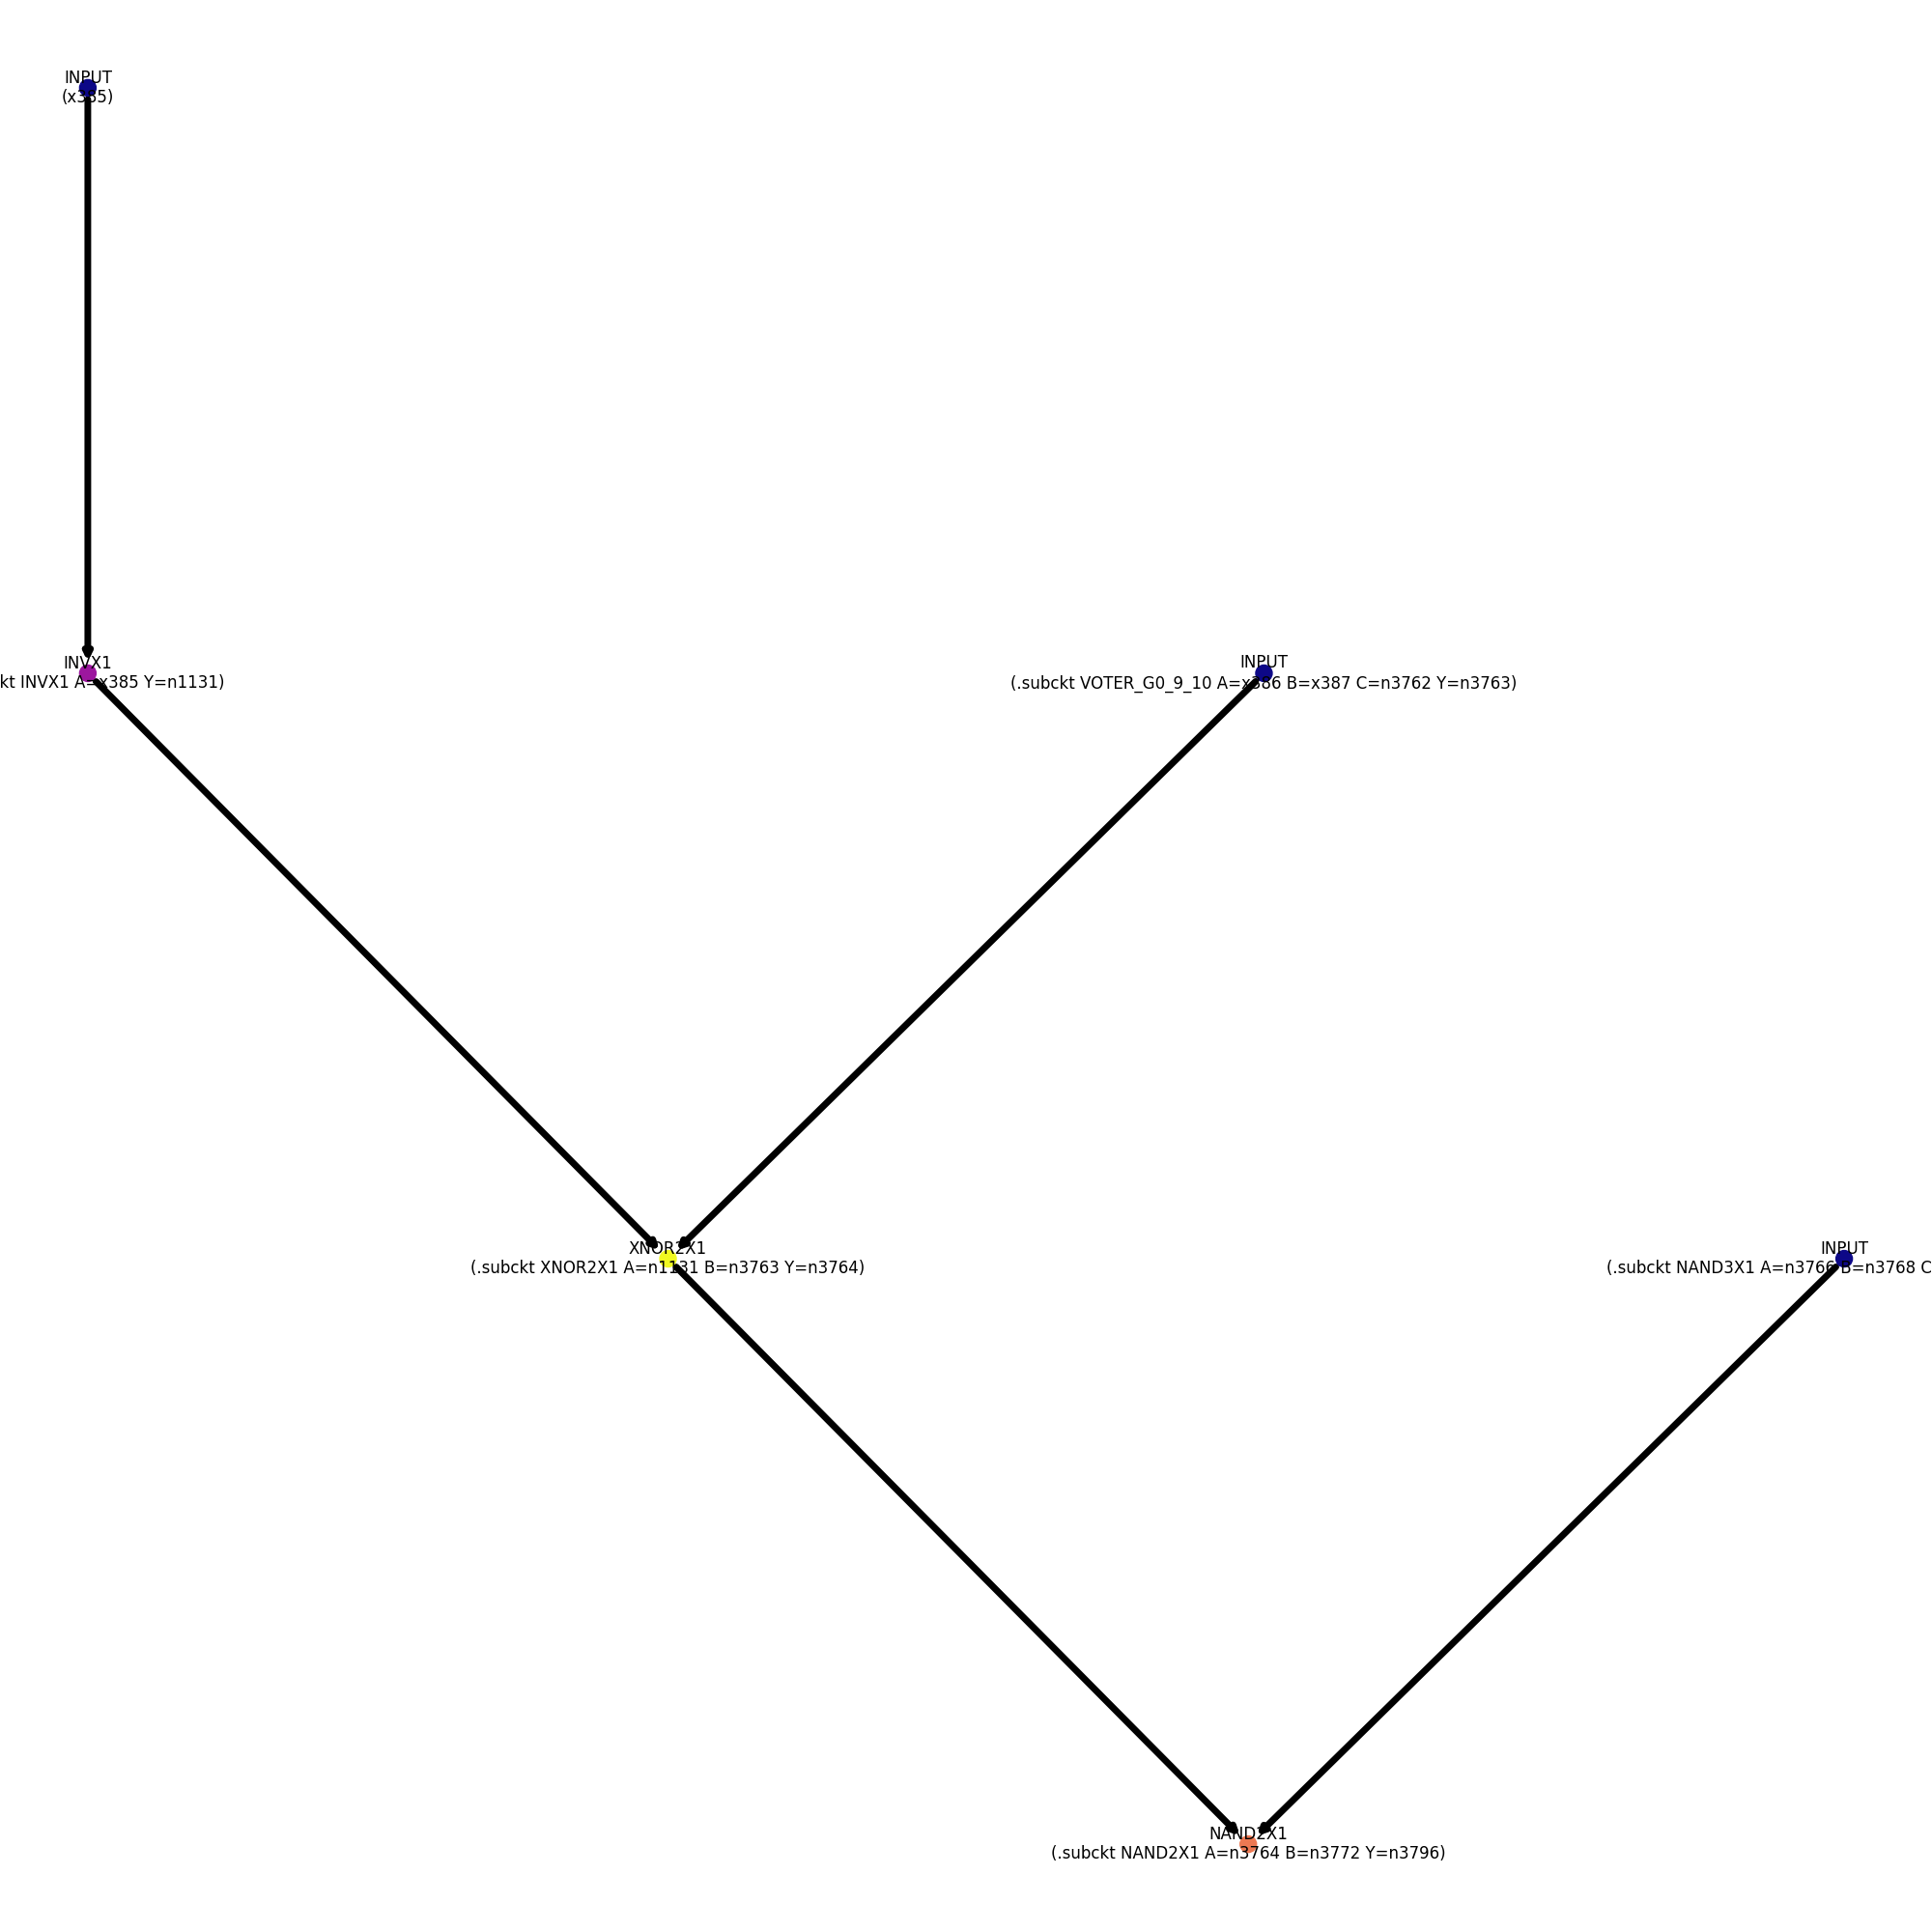 INPUT
(x385)
INVX1
kt INVX1 A=x385 Y=n1131)
INPUT
(.subckt VOTER_G0_9_10 A=x386 B=x387 C=n3762 Y=n3763)
XNOR2X1
(.subckt XNOR2X1 A=n1131 B=n3763 Y=n3764)
INPUT
(.subckt NAND3X1 A=n3766 B=n3768 C
NAND2X1
(.subckt NAND2X1 A=n3764 B=n3772 Y=n3796)